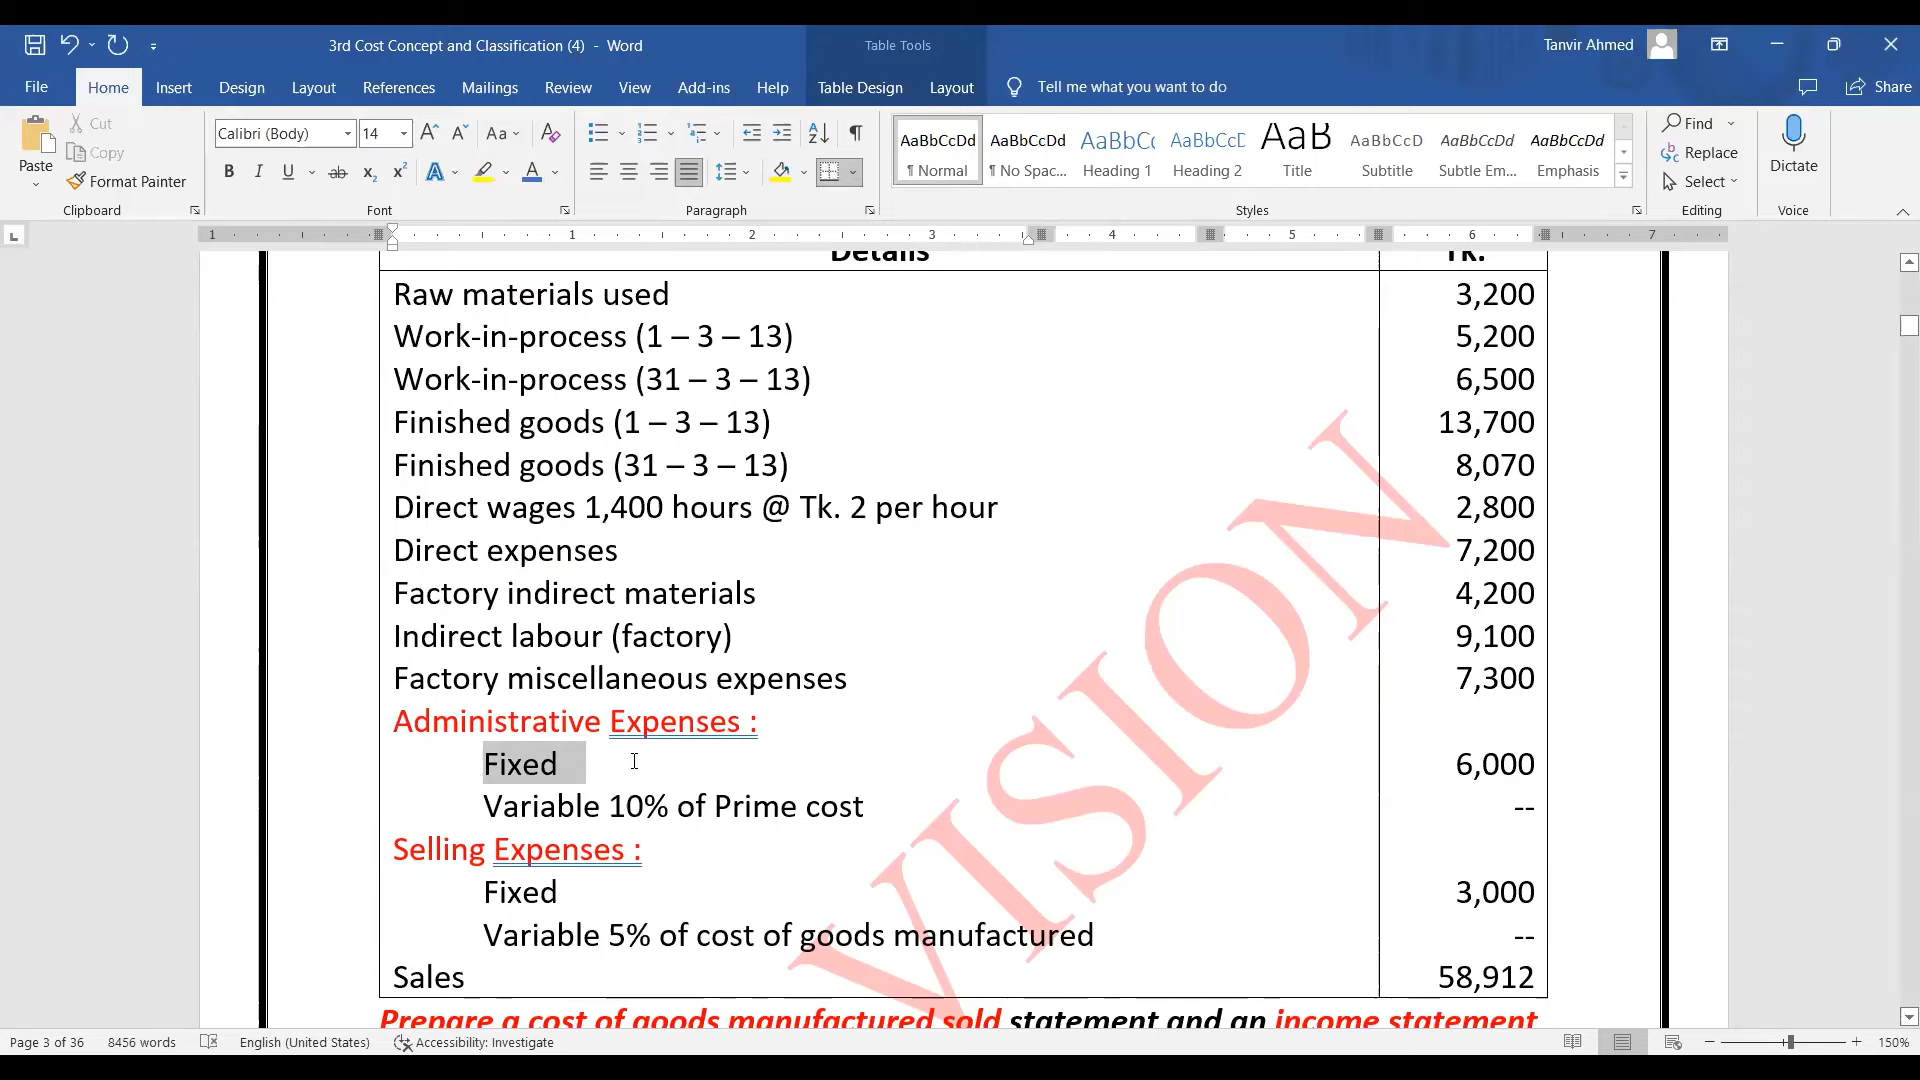 3rd Cost Concept and Classification (4) - Word
Table Tools
Tanvir Ahmed
File Home Insert Design Layout References Mailings Review View Add-ins Help Table Design Layout Tell me what you want to do Share
Paste
Cut
Copy
Format Painter
Clipboard
Calibri (Body) 14
Font
Paragraph
AaBbCcDd AaBbCcDd AaBbCc AaBbCcD AaB AaBbCcD AaBbCcDd AaBbCcDd
¶ Normal ¶ No Spac... Heading 1 Heading 2 Title Subtitle Subtle Em... Emphasis
Styles
Find
Replace
Select
Editing
Dictate
Voice
1 1 2 3 4 5 6 7
Details Tk.
Raw materials used 3,200
Work-in-process (1 – 3 – 13) 5,200
Work-in-process (31 – 3 – 13) 6,500
Finished goods (1 – 3 – 13) 13,700
Finished goods (31 – 3 – 13) 8,070
Direct wages 1,400 hours @ Tk. 2 per hour 2,800
Direct expenses 7,200
Factory indirect materials 4,200
Indirect labour (factory) 9,100
Factory miscellaneous expenses 7,300
Administrative Expenses :
Fixed 6,000
Variable 10% of Prime cost --
Selling Expenses :
Fixed 3,000
Variable 5% of cost of goods manufactured --
Sales 58,912
VISION
Prepare a cost of goods manufactured sold statement and an income statement
Page 3 of 36 8456 words English (United States) Accessibility: Investigate 150%